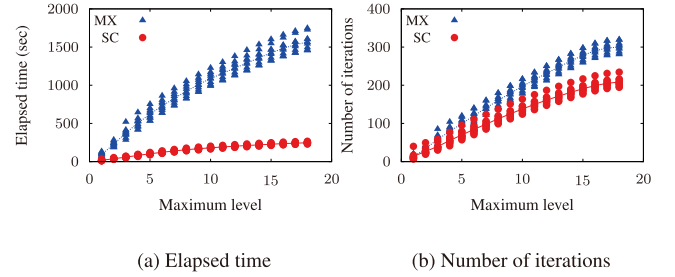 2000
1500
1000
500
0
0
5
10
15
20
Elapsed time (sec)
Maximum level
MX
SC
(a) Elapsed time
400
300
200
100
0
0
5
10
15
20
Number of iterations
Maximum level
MX
SC
(b) Number of iterations